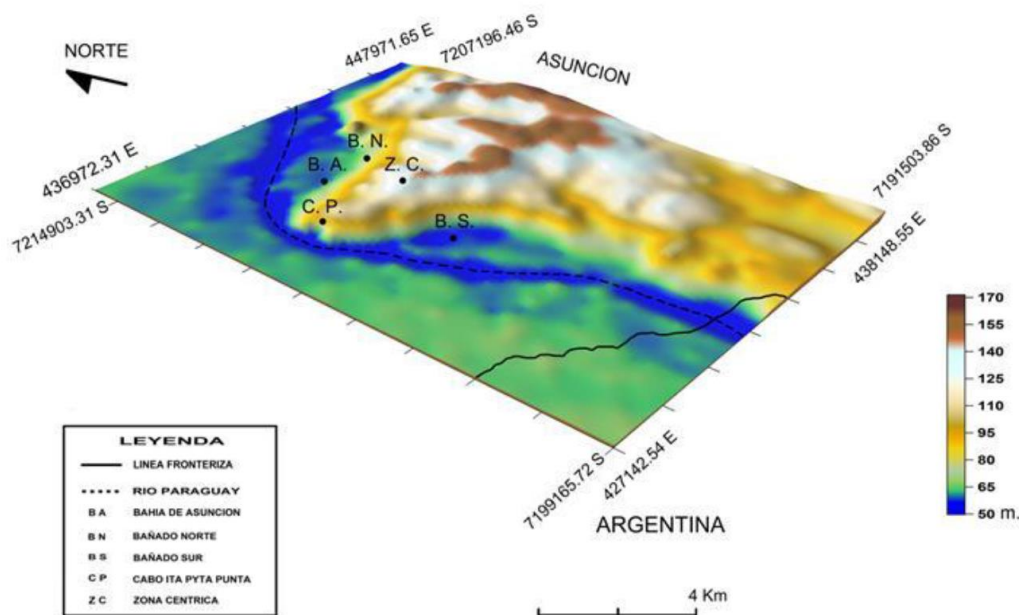 NORTE
447971.65 E
7207196.46 S
ASUNCION
436972.31 E
7214903.31 S
B. N.
B. A.
Z. C.
C. P.
B. S.
7191503.86 S
438148.55 E
7199165.72 S
427142.54 E
ARGENTINA
170
155
140
125
110
95
80
65
50 m.
LEYENDA
LINEA FRONTERIZA
RIO PARAGUAY
B A BAHIA DE ASUNCION
B N BAÑADO NORTE
B S BAÑADO SUR
C P CABO ITA PYTA PUNTA
Z C ZONA CENTRICA
4 Km